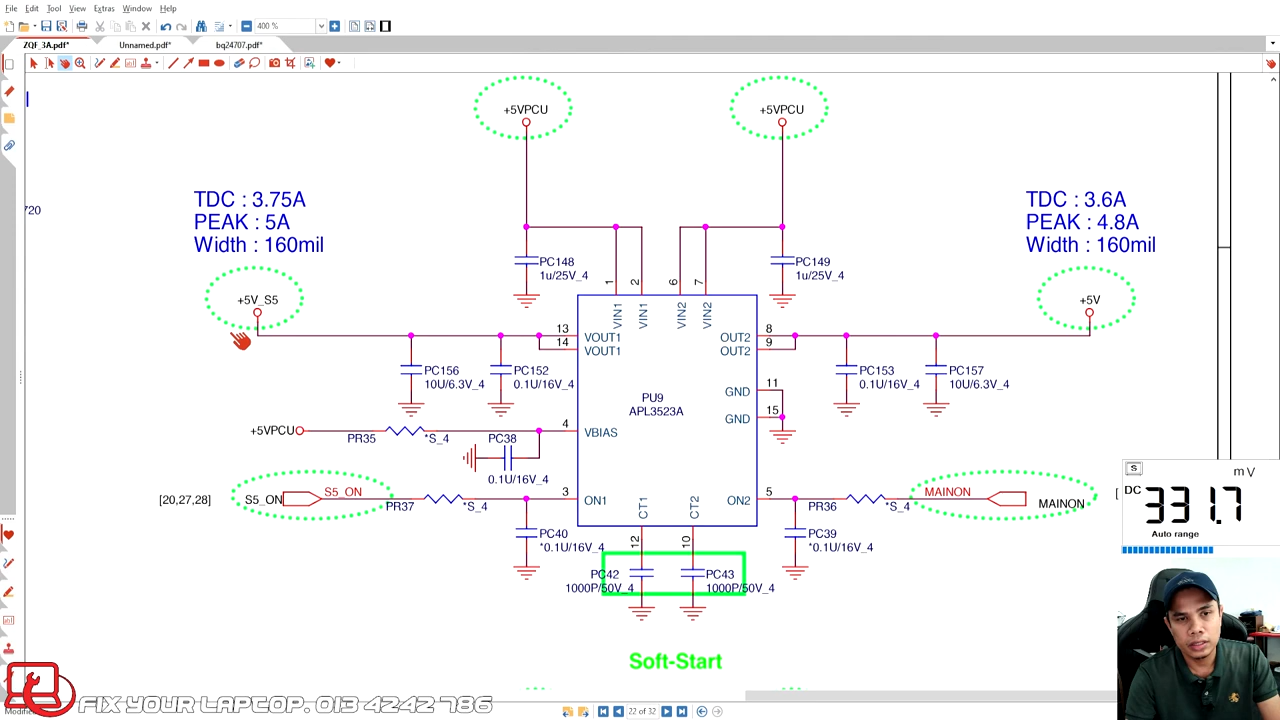 File Edit View Tool Extras Window Help
400 %
ZQF_3A.pdf* Unnamed.pdf* bq24707.pdf*
+5VPCU +5VPCU
TDC : 3.75A
PEAK : 5A
Width : 160mil
TDC : 3.6A
PEAK : 4.8A
Width : 160mil
720
PC148
1u/25V_4
PC149
1u/25V_4
1 2 6 7
VIN1 VIN1 VIN2 VIN2
+5V_S5
+5V
13 VOUT1
14 VOUT1
OUT2 8
OUT2 9
PC156
10U/6.3V_4
PC152
0.1U/16V_4
PC153
0.1U/16V_4
PC157
10U/6.3V_4
PU9
APL3523A
GND 11
GND 15
+5VPCU PR35 *S_4 4 VBIAS
PC38
0.1U/16V_4
[20,27,28] S5_ON S5_ON PR37 *S_4 3 ON1
ON2 5 PR36 *S_4 MAINON MAINON [
CT1 CT2
12 10
PC40
*0.1U/16V_4
PC39
*0.1U/16V_4
PC42
1000P/50V_4
PC43
1000P/50V_4
Soft-Start
S mV
DC 331.7
Auto range
FIX YOUR LAPTOP. 013 4242 786
22 of 32